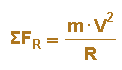 ΣF_R = m · V² / R